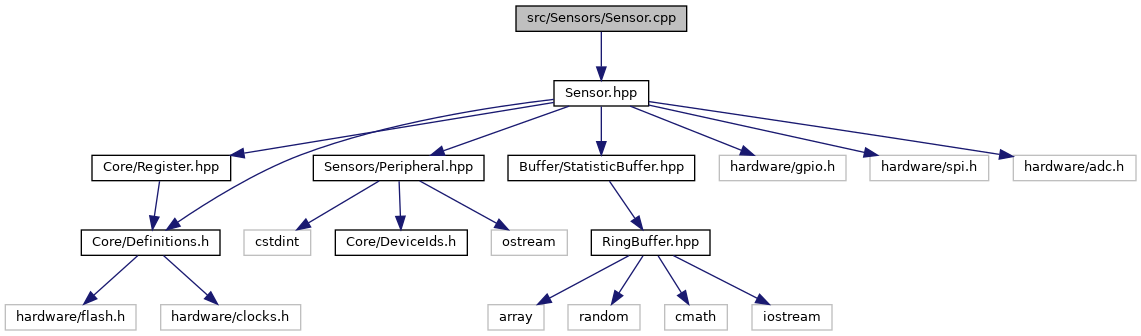 src/Sensors/Sensor.cpp
Sensor.hpp
Core/Register.hpp
Sensors/Peripheral.hpp
Buffer/StatisticBuffer.hpp
hardware/gpio.h
hardware/spi.h
hardware/adc.h
Core/Definitions.h
cstdint
Core/DeviceIds.h
ostream
RingBuffer.hpp
hardware/flash.h
hardware/clocks.h
array
random
cmath
iostream